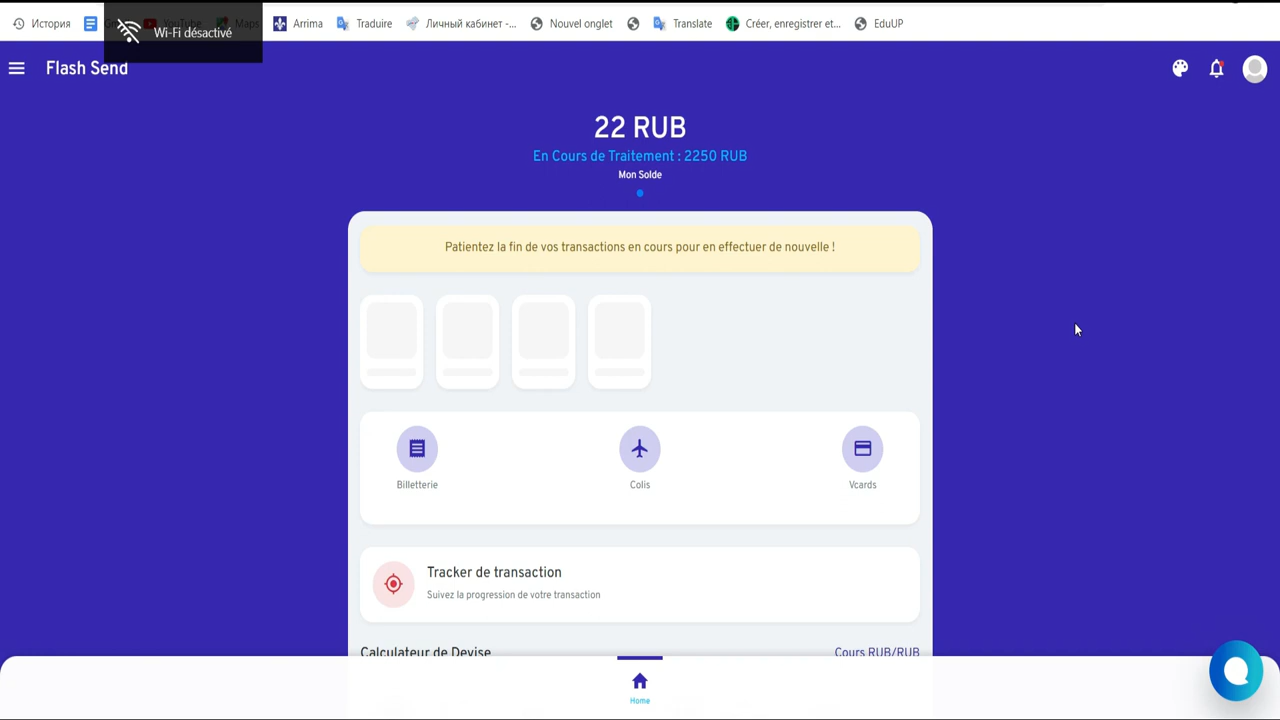 История
YouTube
Maps
Arrima
Traduire
Личный кабинет -...
Nouvel onglet
Translate
Créer, enregistrer et...
EduUP
Wi-Fi désactivé
Flash Send
22 RUB
En Cours de Traitement : 2250 RUB
Mon Solde
Patientez la fin de vos transactions en cours pour en effectuer de nouvelle !
Billetterie
Colis
Vcards
Tracker de transaction
Suivez la progression de votre transaction
Calculateur de Devise
Cours RUB/RUB
Home